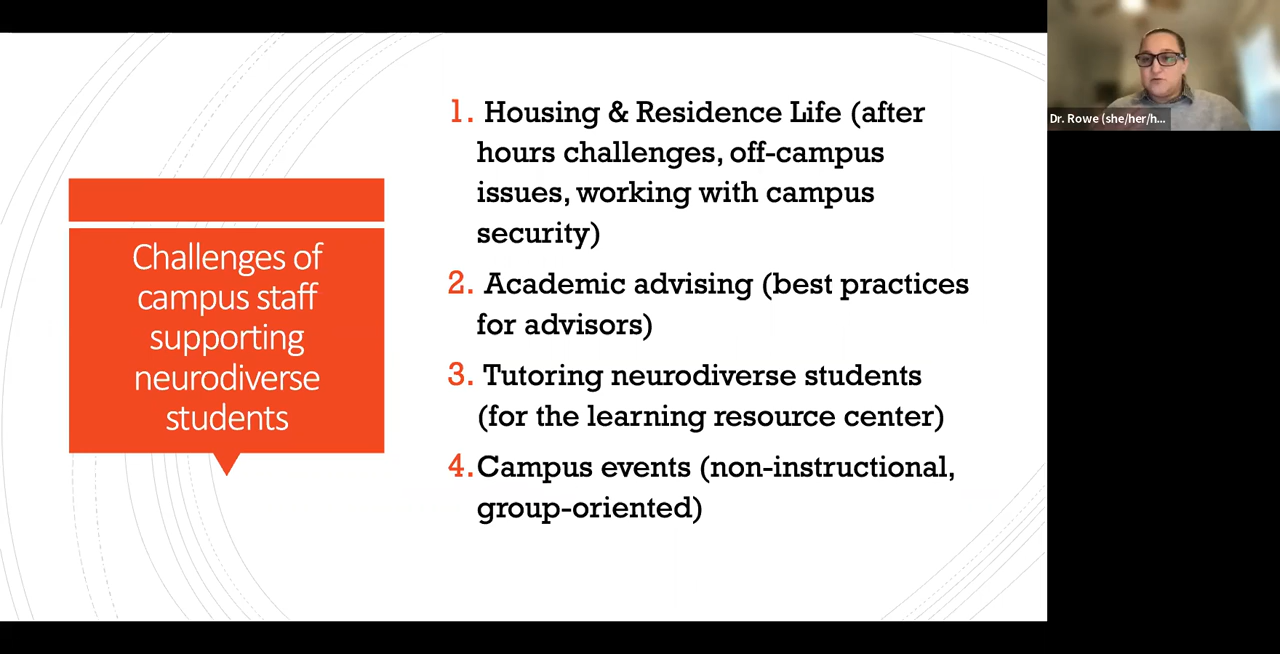 Challenges of
campus staff
supporting
neurodiverse
students
1. Housing & Residence Life (after
hours challenges, off-campus
issues, working with campus
security)
2. Academic advising (best practices
for advisors)
3. Tutoring neurodiverse students
(for the learning resource center)
4. Campus events (non-instructional,
group-oriented)
Dr. Rowe (she/her/h...